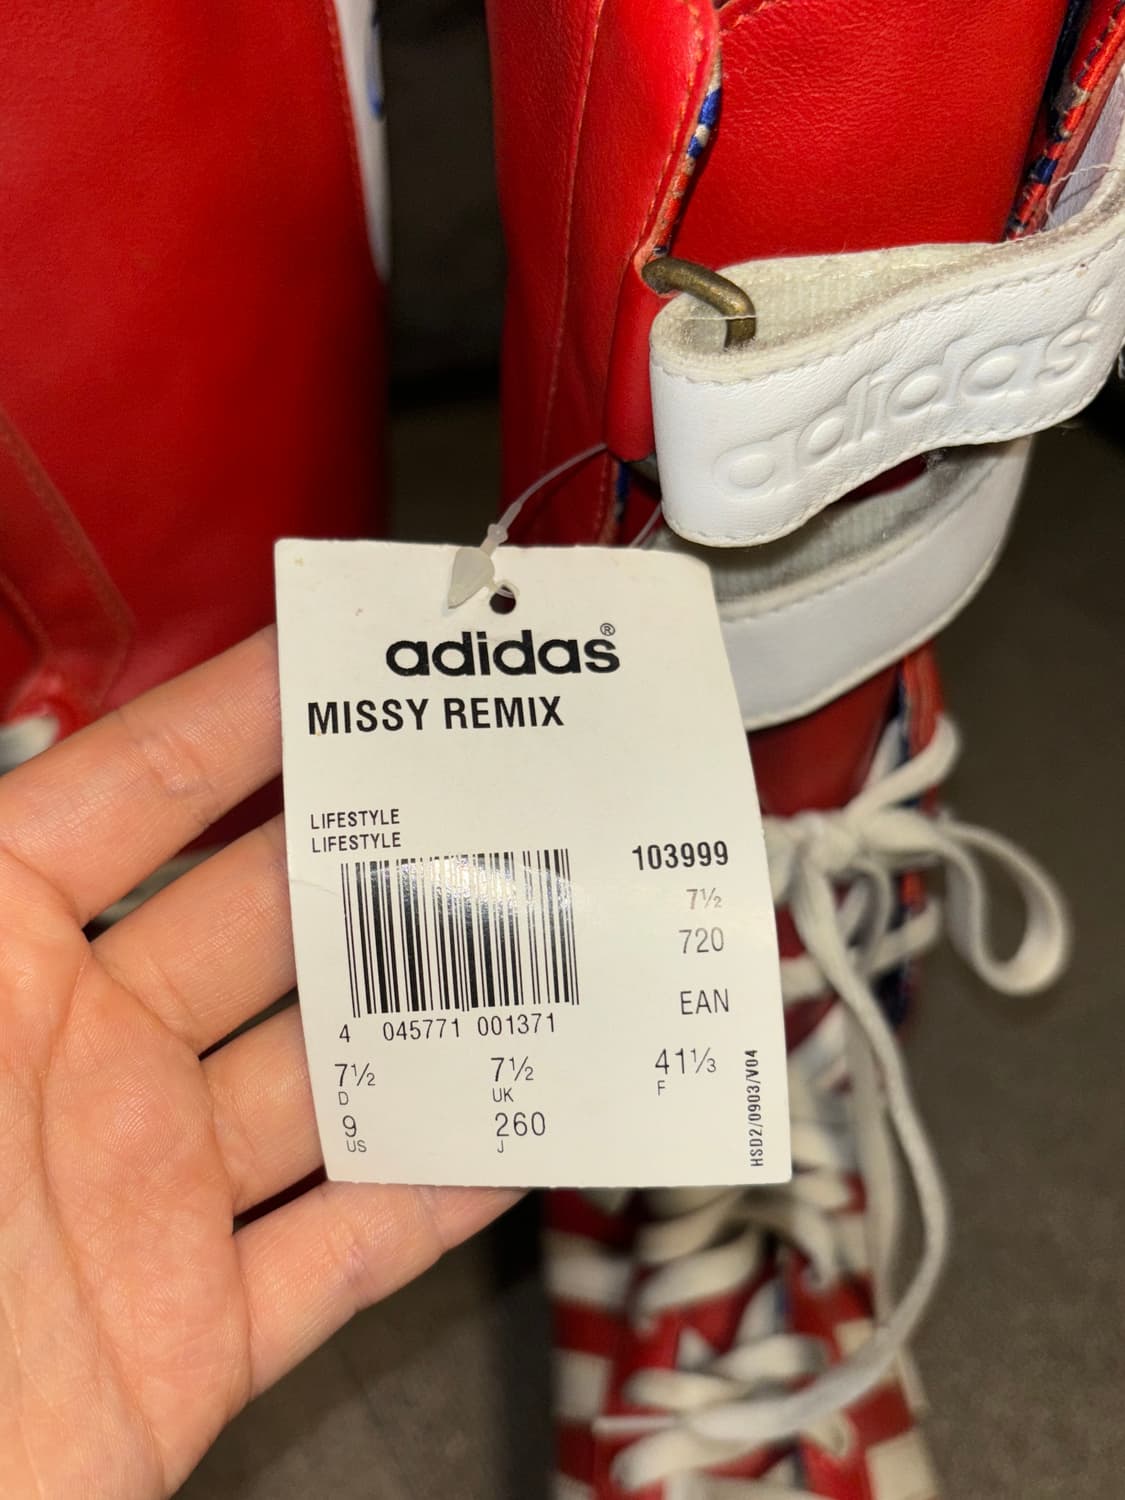 adidas
adidas®
MISSY REMIX
LIFESTYLE
LIFESTYLE
103999
7½
720
EAN
4 045771 001371
7½ 7½ 41⅓
D UK F
9 260
US J
HSD2/0903/V04